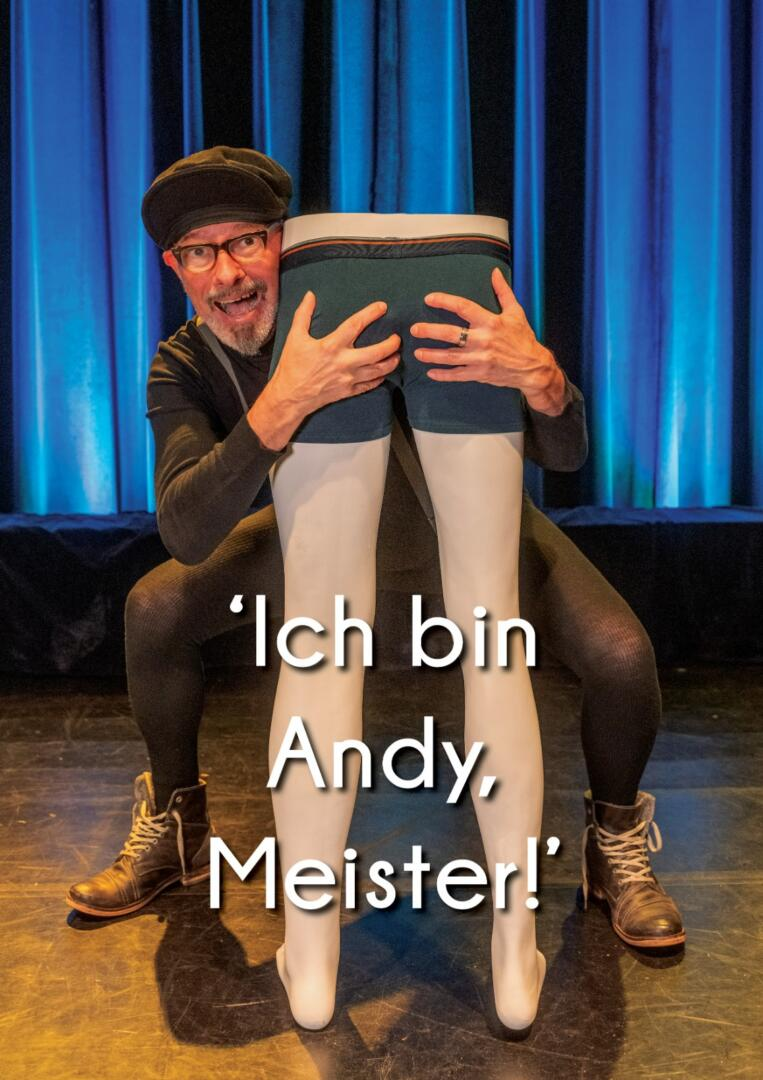 ‘Ich bin
Andy,
Meister!’